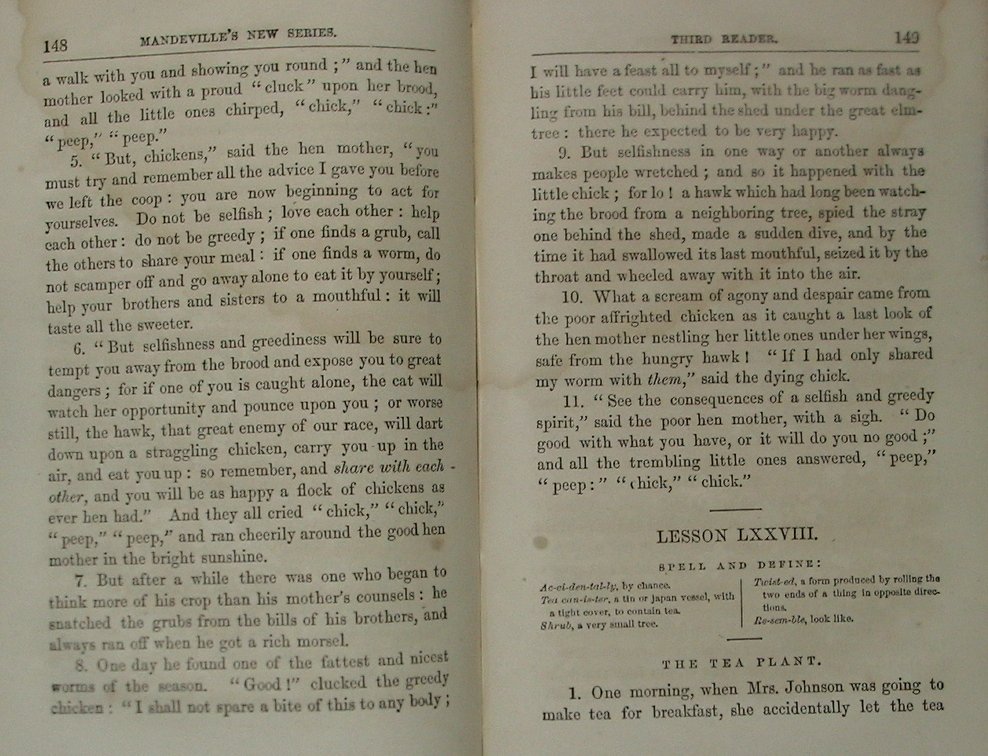 148 MANDEVILLE'S NEW SERIES.
a walk with you and showing you round ;" and the hen
mother looked with a proud "cluck" upon her brood,
and all the little ones chirped, "chick," "chick:"
"peep," "peep."
5. "But, chickens," said the hen mother, "you
must try and remember all the advice I gave you before
we left the coop : you are now beginning to act for
yourselves. Do not be selfish ; love each other : help
each other : do not be greedy ; if one finds a grub, call
the others to share your meal : if one finds a worm, do
not scamper off and go away alone to eat it by yourself ;
help your brothers and sisters to a mouthful : it will
taste all the sweeter.
6. "But selfishness and greediness will be sure to
tempt you away from the brood and expose you to great
dangers ; for if one of you is caught alone, the cat will
watch her opportunity and pounce upon you ; or worse
still, the hawk, that great enemy of our race, will dart
down upon a straggling chicken, carry you up in the
air, and eat you up : so remember, and share with each
other, and you will be as happy a flock of chickens as
ever hen had." And they all cried "chick," "chick,"
"peep," "peep," and ran cheerily around the good hen
mother in the bright sunshine.
7. But after a while there was one who began to
think more of his crop than his mother's counsels : he
snatched the grubs from the bills of his brothers, and
always ran off when he got a rich morsel.
8. One day he found one of the fattest and nicest
worms of the season. "Good !" clucked the greedy
chicken : "I shall not spare a bite of this to any body ;
THIRD READER. 149
I will have a feast all to myself ;" and he ran as fast as
his little feet could carry him, with the big worm dang-
ling from his bill, behind the shed under the great elm-
tree : there he expected to be very happy.
9. But selfishness in one way or another always
makes people wretched ; and so it happened with the
little chick ; for lo ! a hawk which had long been watch-
ing the brood from a neighboring tree, spied the stray
one behind the shed, made a sudden dive, and by the
time it had swallowed its last mouthful, seized it by the
throat and wheeled away with it into the air.
10. What a scream of agony and despair came from
the poor affrighted chicken as it caught a last look of
the hen mother nestling her little ones under her wings,
safe from the hungry hawk ! "If I had only shared
my worm with them," said the dying chick.
11. "See the consequences of a selfish and greedy
spirit," said the poor hen mother, with a sigh. "Do
good with what you have, or it will do you no good ;"
and all the trembling little ones answered, "peep,"
"peep :" "chick," "chick."
LESSON LXXVIII.
SPELL AND DEFINE:
Ac-ci-den-tal-ly, by chance.
Tea can-is-ter, a tin or japan vessel, with
a tight cover, to contain tea.
Shrub, a very small tree.
Twist-ed, a form produced by rolling the
two ends of a thing in opposite direc-
tions.
Re-sem-ble, look like.
THE TEA PLANT.
1. One morning, when Mrs. Johnson was going to
make tea for breakfast, she accidentally let the tea